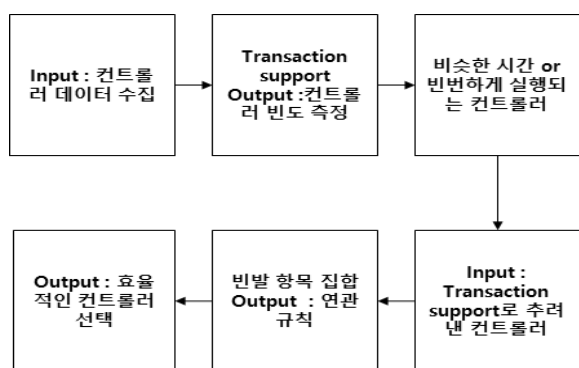 Input : 컨트롤
러 데이터 수집
Transaction
support
Output :컨트롤
러 빈도 측정
비슷한 시간 or
빈번하게 실행되
는 컨트롤러
Input :
Transaction
support로 추려
낸 컨트롤러
빈발 항목 집합
Output : 연관
규칙
Output : 효율
적인 컨트롤러
선택